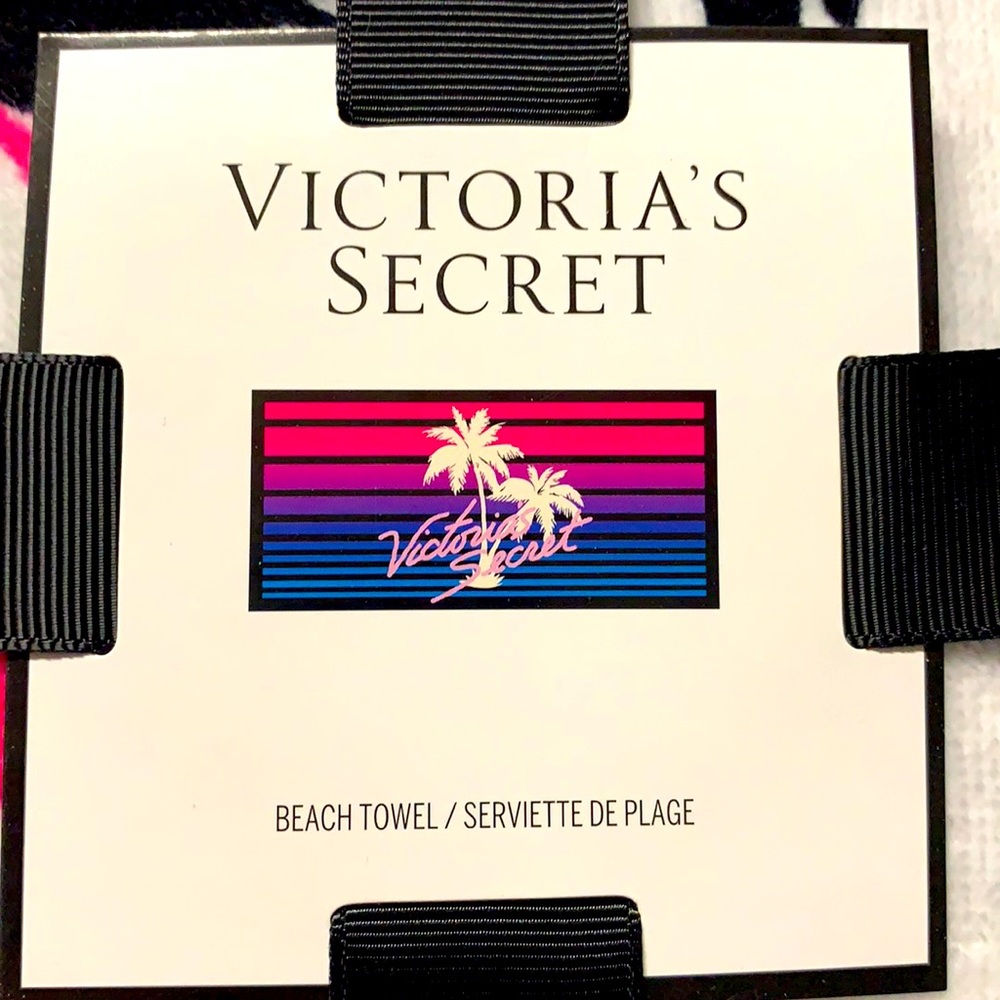 VICTORIA'S
SECRET
Victoria's
Secret
BEACH TOWEL / SERVIETTE DE PLAGE